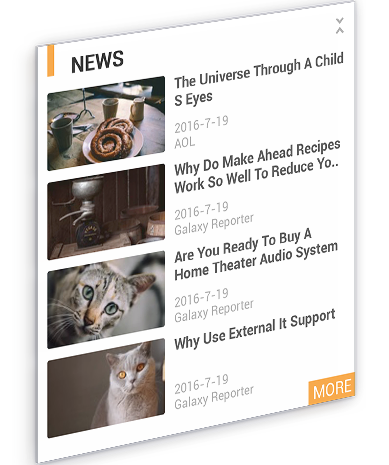 NEWS
The Universe Through A Child
S Eyes
2016-7-19
AOL
Why Do Make Ahead Recipes
Work So Well To Reduce Yo..
2016-7-19
Galaxy Reporter
Are You Ready To Buy A
Home Theater Audio System
2016-7-19
Galaxy Reporter
Why Use External It Support
2016-7-19
Galaxy Reporter
MORE